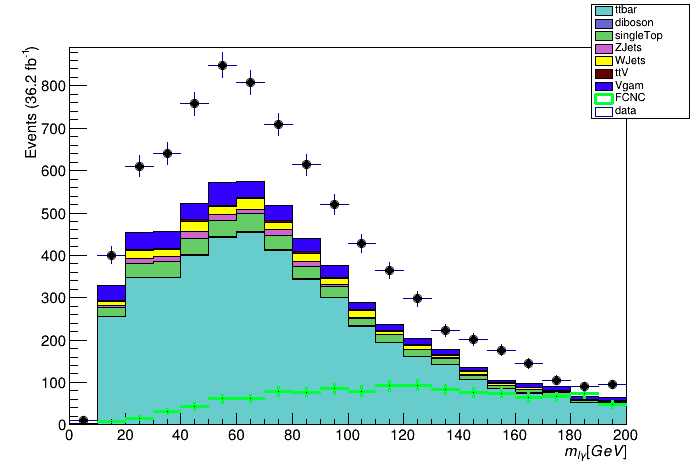 ttbar
diboson
singleTop
ZJets
WJets
ttV
Vgam
FCNC
data
Events (36.2 fb⁻¹)
800
700
600
500
400
300
200
100
0
0 20 40 60 80 100 120 140 160 180 200
m_lγ[GeV]